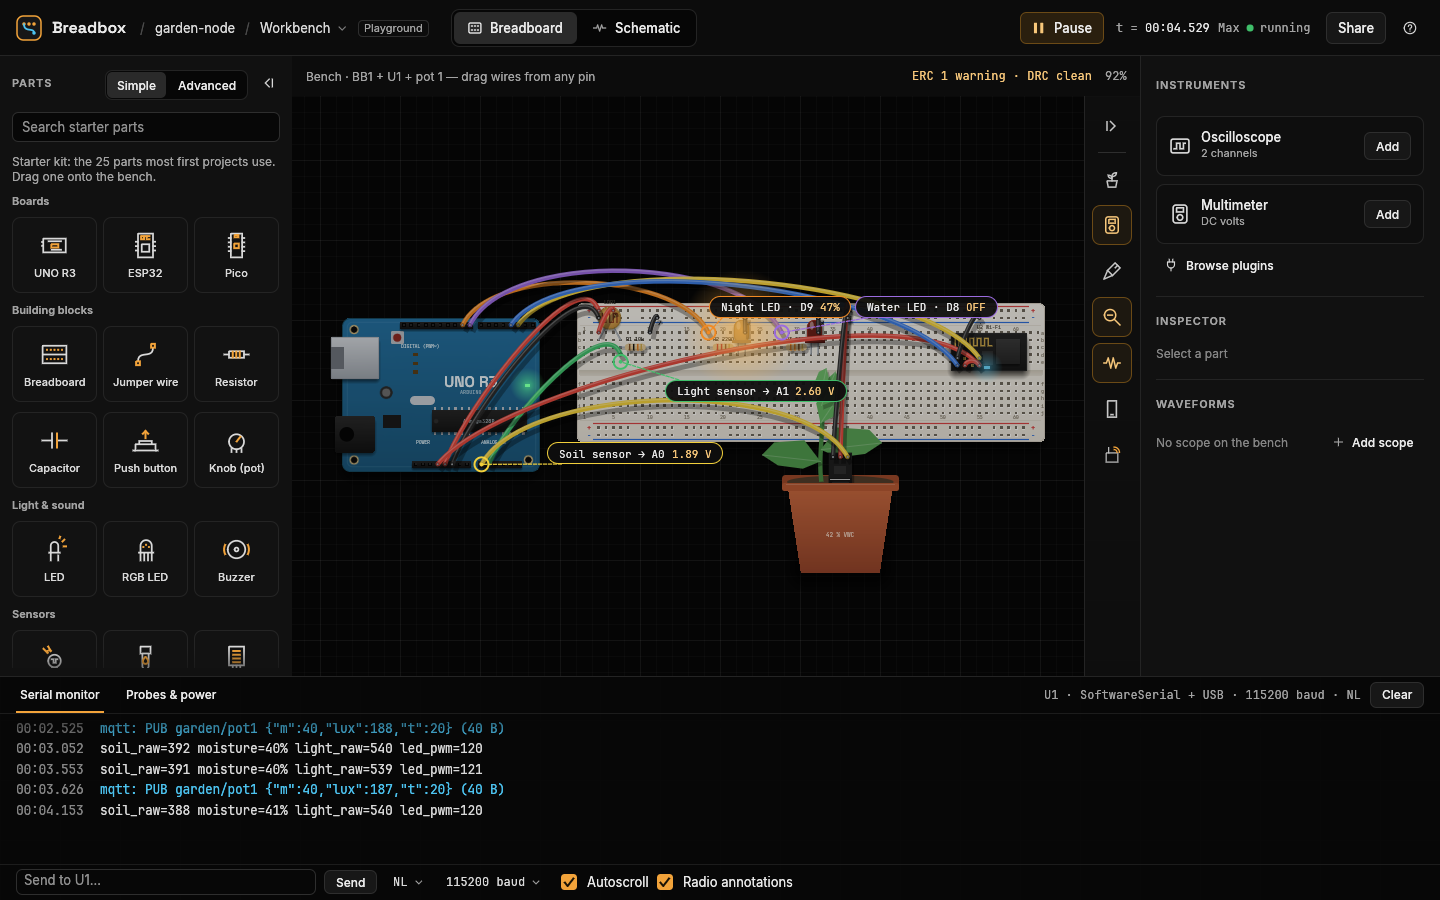 Breadbox / garden-node / Workbench Playground
Breadboard Schematic
Pause t = 00:04.529 Max running Share
PARTS Simple Advanced
Search starter parts
Starter kit: the 25 parts most first projects use.
Drag one onto the bench.
Boards
UNO R3 ESP32 Pico
Building blocks
Breadboard Jumper wire Resistor
Capacitor Push button Knob (pot)
Light & sound
LED RGB LED Buzzer
Sensors
Bench · BB1 + U1 + pot 1 — drag wires from any pin
ERC 1 warning · DRC clean 92%
Night LED · D9 47%
Water LED · D8 OFF
DIGITAL (PWM~)
UNO R3
POWER
Light sensor → A1 2.60 V
Soil sensor → A0 1.89 V
42 % VWC
INSTRUMENTS
Oscilloscope
2 channels
Add
Multimeter
DC volts
Add
Browse plugins
INSPECTOR
Select a part
WAVEFORMS
No scope on the bench + Add scope
Serial monitor Probes & power
U1 · SoftwareSerial + USB · 115200 baud · NL Clear
00:02.525 mqtt: PUB garden/pot1 {"m":40,"lux":188,"t":20} (40 B)
00:03.052 soil_raw=392 moisture=40% light_raw=540 led_pwm=120
00:03.553 soil_raw=391 moisture=40% light_raw=539 led_pwm=121
00:03.626 mqtt: PUB garden/pot1 {"m":40,"lux":187,"t":20} (40 B)
00:04.153 soil_raw=388 moisture=41% light_raw=540 led_pwm=120
Send to U1... Send NL 115200 baud Autoscroll Radio annotations